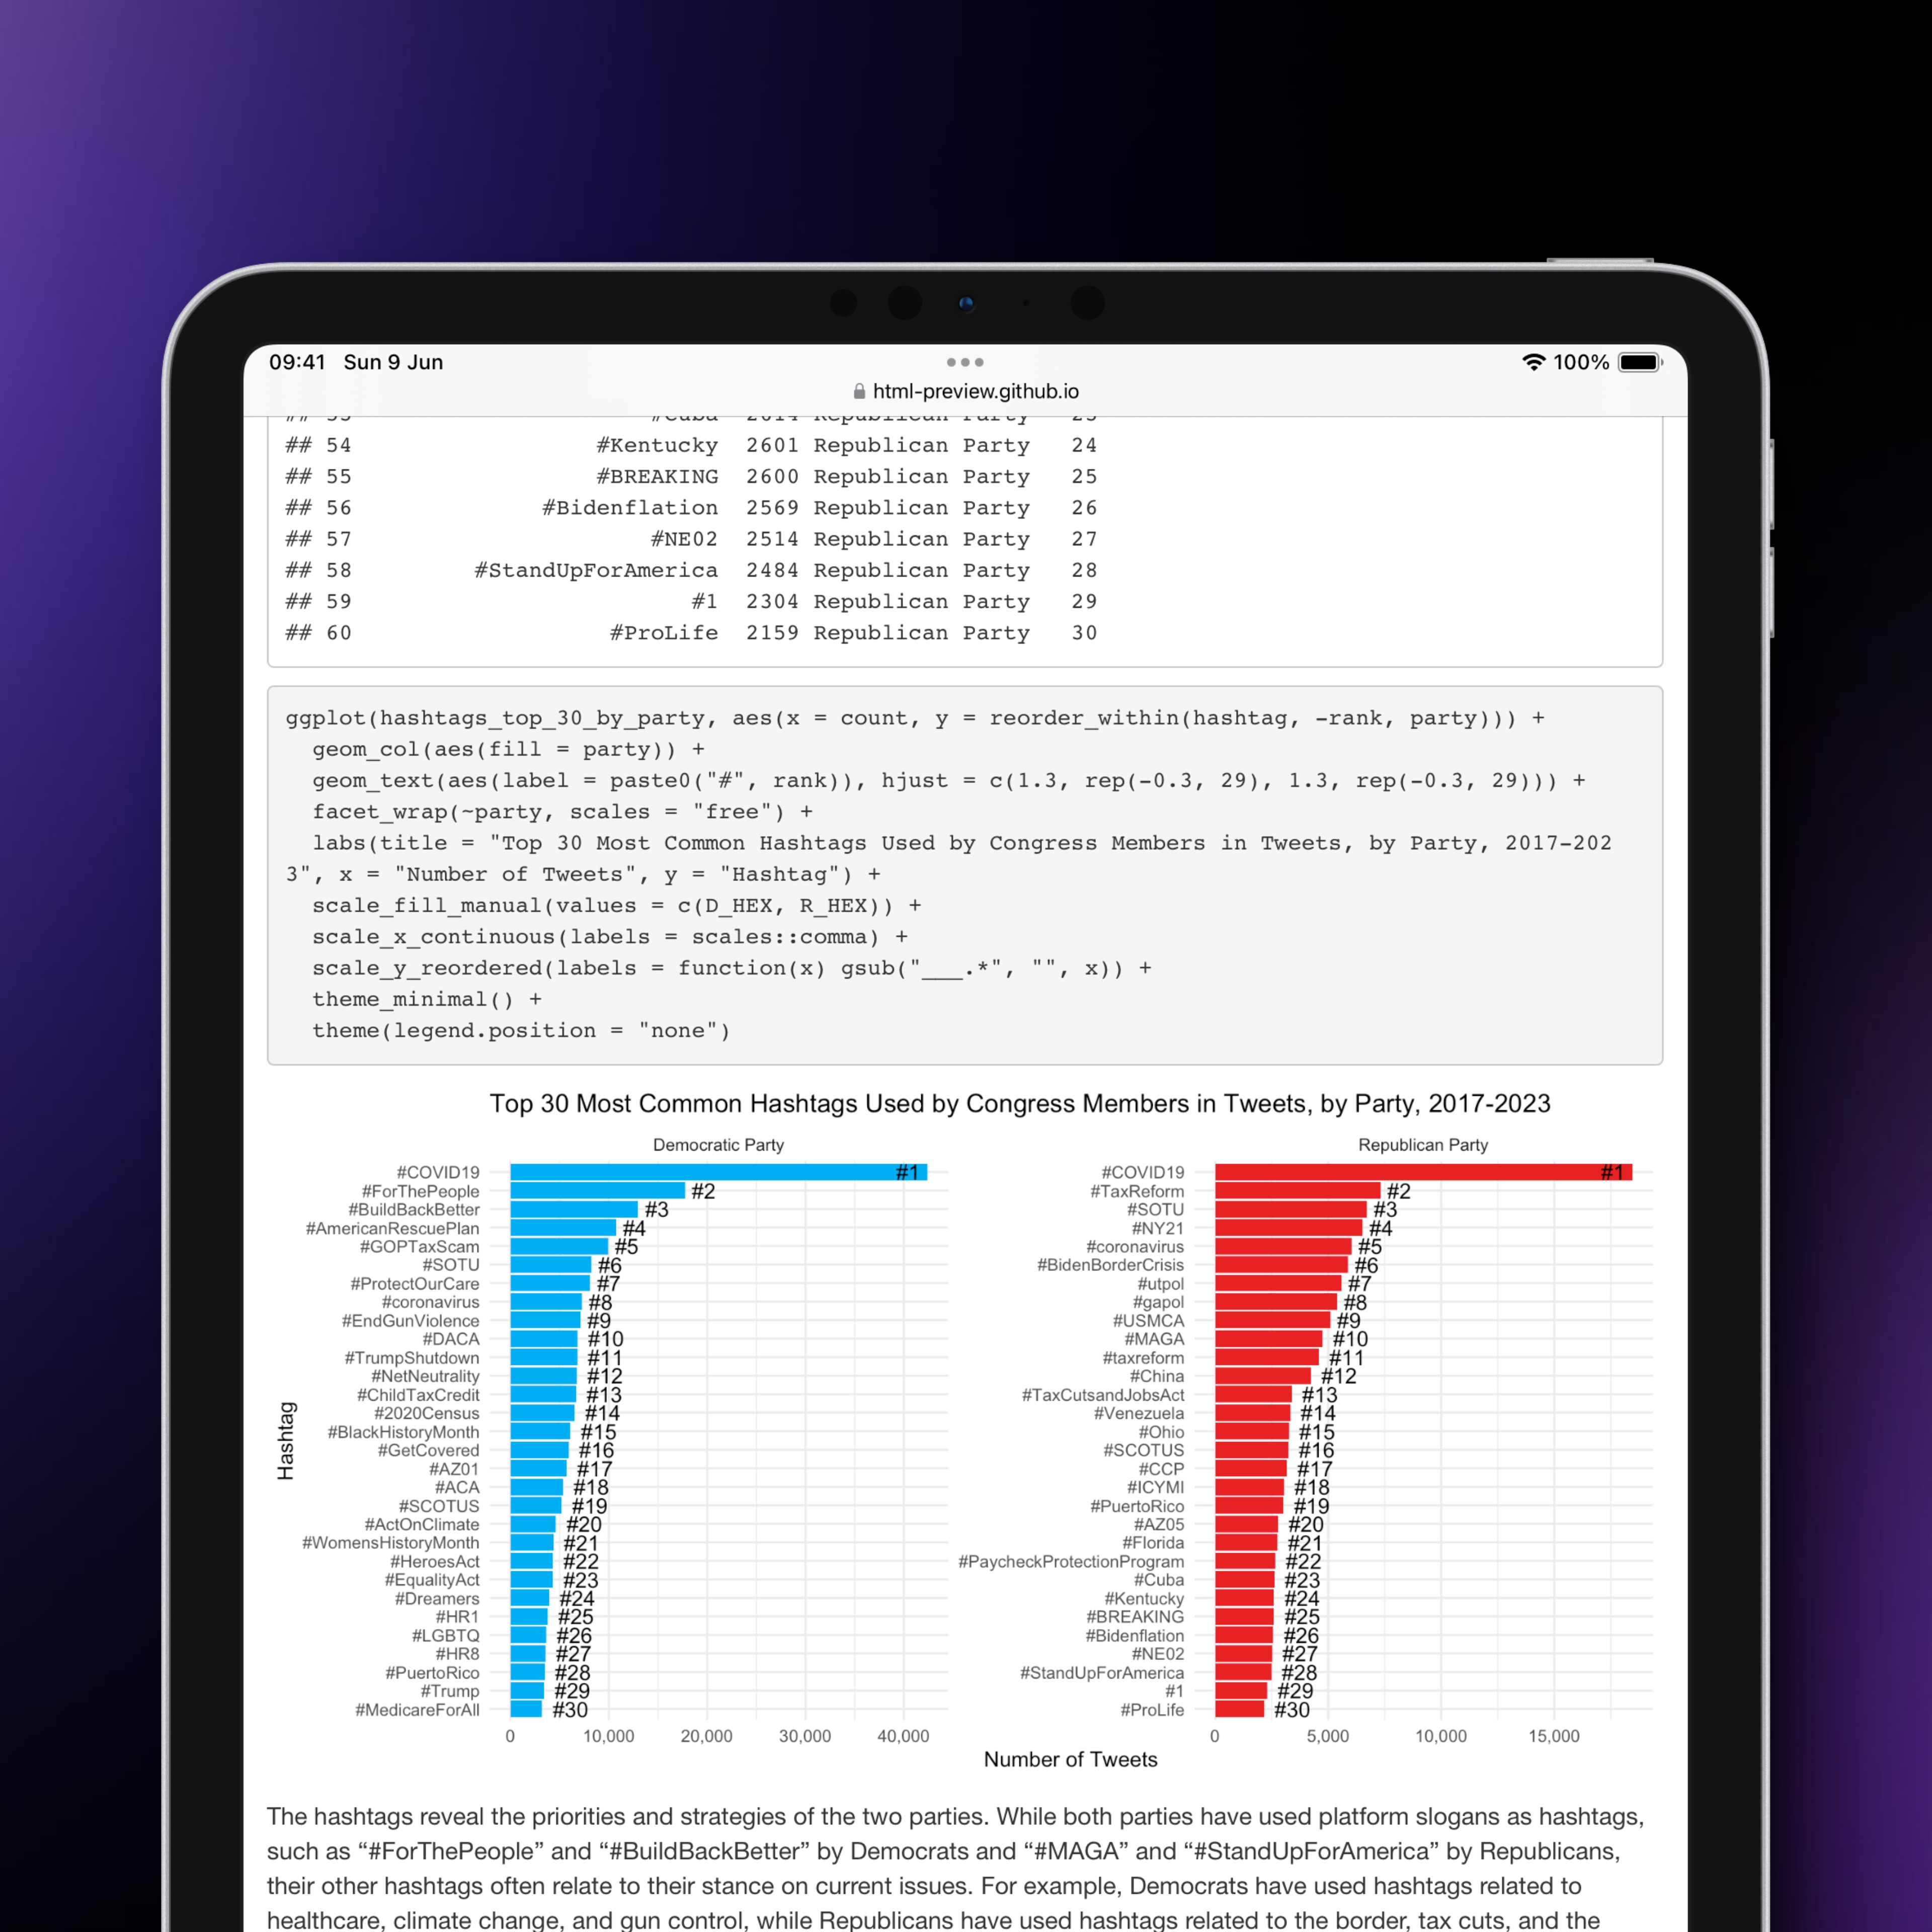 09:41 Sun 9 Jun
100%
html-preview.github.io
## 54 #Kentucky 2601 Republican Party 24
## 55 #BREAKING 2600 Republican Party 25
## 56 #Bidenflation 2569 Republican Party 26
## 57 #NE02 2514 Republican Party 27
## 58 #StandUpForAmerica 2484 Republican Party 28
## 59 #1 2304 Republican Party 29
## 60 #ProLife 2159 Republican Party 30
ggplot(hashtags_top_30_by_party, aes(x = count, y = reorder_within(hashtag, -rank, party))) +
geom_col(aes(fill = party)) +
geom_text(aes(label = paste0("#", rank)), hjust = c(1.3, rep(-0.3, 29), 1.3, rep(-0.3, 29))) +
facet_wrap(~party, scales = "free") +
labs(title = "Top 30 Most Common Hashtags Used by Congress Members in Tweets, by Party, 2017-202
3", x = "Number of Tweets", y = "Hashtag") +
scale_fill_manual(values = c(D_HEX, R_HEX)) +
scale_x_continuous(labels = scales::comma) +
scale_y_reordered(labels = function(x) gsub("___.*", "", x)) +
theme_minimal() +
theme(legend.position = "none")
Top 30 Most Common Hashtags Used by Congress Members in Tweets, by Party, 2017-2023
Democratic Party
#COVID19 #1
#ForThePeople #2
#BuildBackBetter #3
#AmericanRescuePlan #4
#GOPTaxScam #5
#SOTU #6
#ProtectOurCare #7
#coronavirus #8
#EndGunViolence #9
#DACA #10
#TrumpShutdown #11
#NetNeutrality #12
#ChildTaxCredit #13
#2020Census #14
#BlackHistoryMonth #15
#GetCovered #16
#AZ01 #17
#ACA #18
#SCOTUS #19
#ActOnClimate #20
#WomensHistoryMonth #21
#HeroesAct #22
#EqualityAct #23
#Dreamers #24
#HR1 #25
#LGBTQ #26
#HR8 #27
#PuertoRico #28
#Trump #29
#MedicareForAll #30
0 10,000 20,000 30,000 40,000
Republican Party
#COVID19 #1
#TaxReform #2
#SOTU #3
#NY21 #4
#coronavirus #5
#BidenBorderCrisis #6
#utpol #7
#gapol #8
#USMCA #9
#MAGA #10
#taxreform #11
#China #12
#TaxCutsandJobsAct #13
#Venezuela #14
#Ohio #15
#SCOTUS #16
#CCP #17
#ICYMI #18
#PuertoRico #19
#AZ05 #20
#Florida #21
#PaycheckProtectionProgram #22
#Cuba #23
#Kentucky #24
#BREAKING #25
#Bidenflation #26
#NE02 #27
#StandUpForAmerica #28
#1 #29
#ProLife #30
0 5,000 10,000 15,000
Hashtag
Number of Tweets
The hashtags reveal the priorities and strategies of the two parties. While both parties have used platform slogans as hashtags,
such as “#ForThePeople” and “#BuildBackBetter” by Democrats and “#MAGA” and “#StandUpForAmerica” by Republicans,
their other hashtags often relate to their stance on current issues. For example, Democrats have used hashtags related to
healthcare, climate change, and gun control, while Republicans have used hashtags related to the border, tax cuts, and the